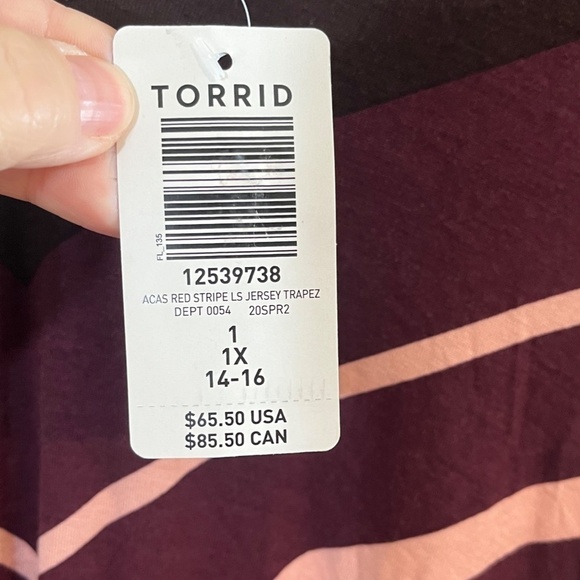 TORRID
FL_135
12539738
ACAS RED STRIPE LS JERSEY TRAPEZ
DEPT 0054 20SPR2
1
1X
14-16
$65.50 USA
$85.50 CAN